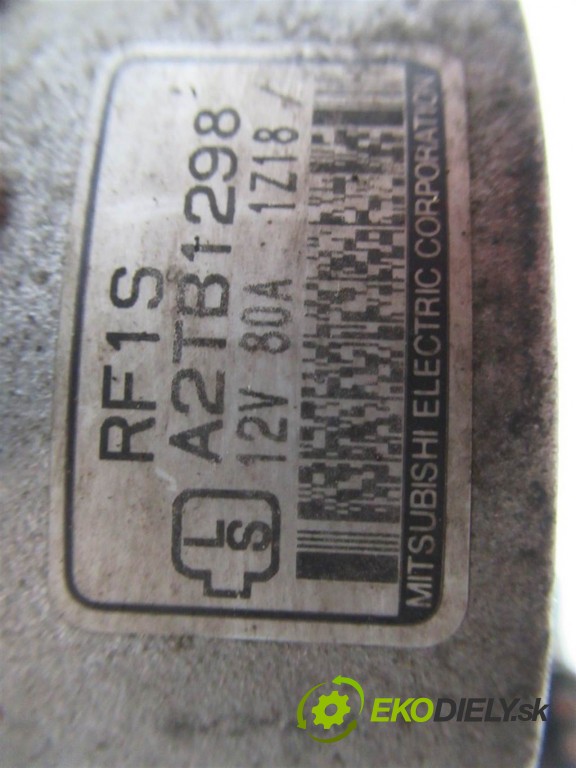 RF1S
A2TB1298
12V 80A 1Z18/
L
S
MITSUBISHI ELECTRIC CORPORATION
EKODIELY.sk